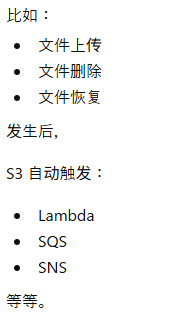 比如：
• 文件上传
• 文件删除
• 文件恢复
发生后，
S3 自动触发：
• Lambda
• SQS
• SNS
等等。